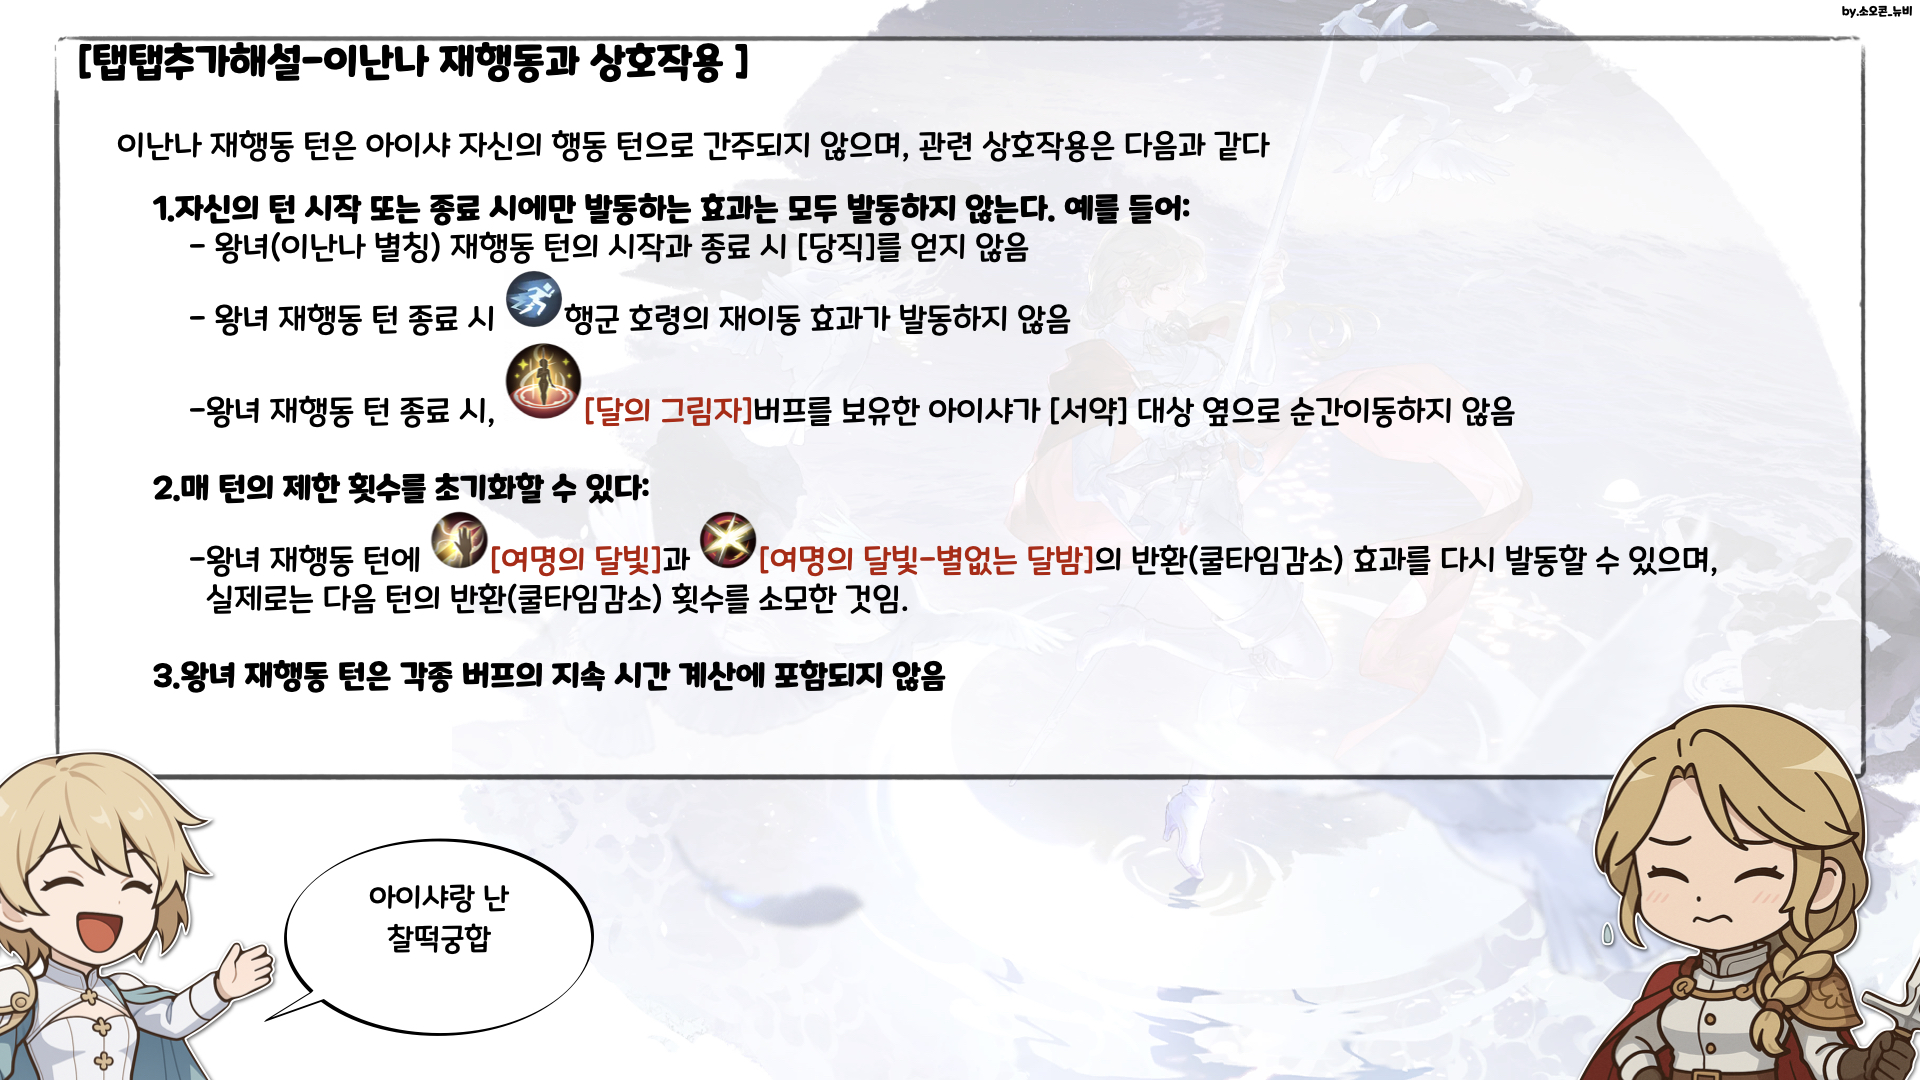 by.소오콘_뉴비
[탭탭추가해설-이난나 재행동과 상호작용 ]
이난나 재행동 턴은 아이샤 자신의 행동 턴으로 간주되지 않으며, 관련 상호작용은 다음과 같다
1.자신의 턴 시작 또는 종료 시에만 발동하는 효과는 모두 발동하지 않는다. 예를 들어:
- 왕녀(이난나 별칭) 재행동 턴의 시작과 종료 시 [당직]를 얻지 않음
- 왕녀 재행동 턴 종료 시 행군 호령의 재이동 효과가 발동하지 않음
-왕녀 재행동 턴 종료 시, [달의 그림자]버프를 보유한 아이샤가 [서약] 대상 옆으로 순간이동하지 않음
2.매 턴의 제한 횟수를 초기화할 수 있다:
-왕녀 재행동 턴에 [여명의 달빛]과 [여명의 달빛-별없는 달밤]의 반환(쿨타임감소) 효과를 다시 발동할 수 있으며,
실제로는 다음 턴의 반환(쿨타임감소) 횟수를 소모한 것임.
3.왕녀 재행동 턴은 각종 버프의 지속 시간 계산에 포함되지 않음
아이샤랑 난
찰떡궁합